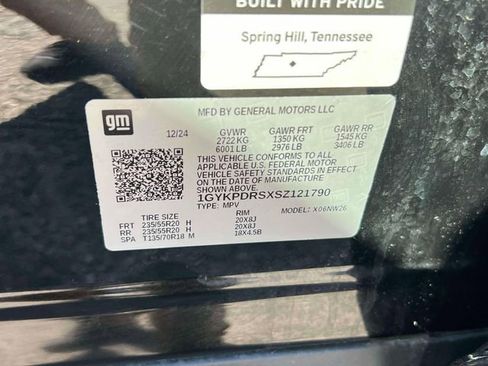 BUILT WITH PRIDE
Spring Hill, Tennessee
gm
MFD BY GENERAL MOTORS LLC
12/24 GVWR GAWR FRT GAWR RR
2722 KG 1350 KG 1545 KG
6001 LB 2976 LB 3406 LB
THIS VEHICLE CONFORMS TO ALL
APPLICABLE U.S. FEDERAL MOTOR
VEHICLE SAFETY STANDARDS IN EFFECT
ON THE DATE OF MANUFACTURE
1GYKPDRSXSZ121790
TYPE: MPV MODEL: X06NW26
TIRE SIZE RIM
FRT 235/55R20 H 20X8J
RR 235/55R20 H 20X8J
SPA T135/70R18 M 18X4.5B